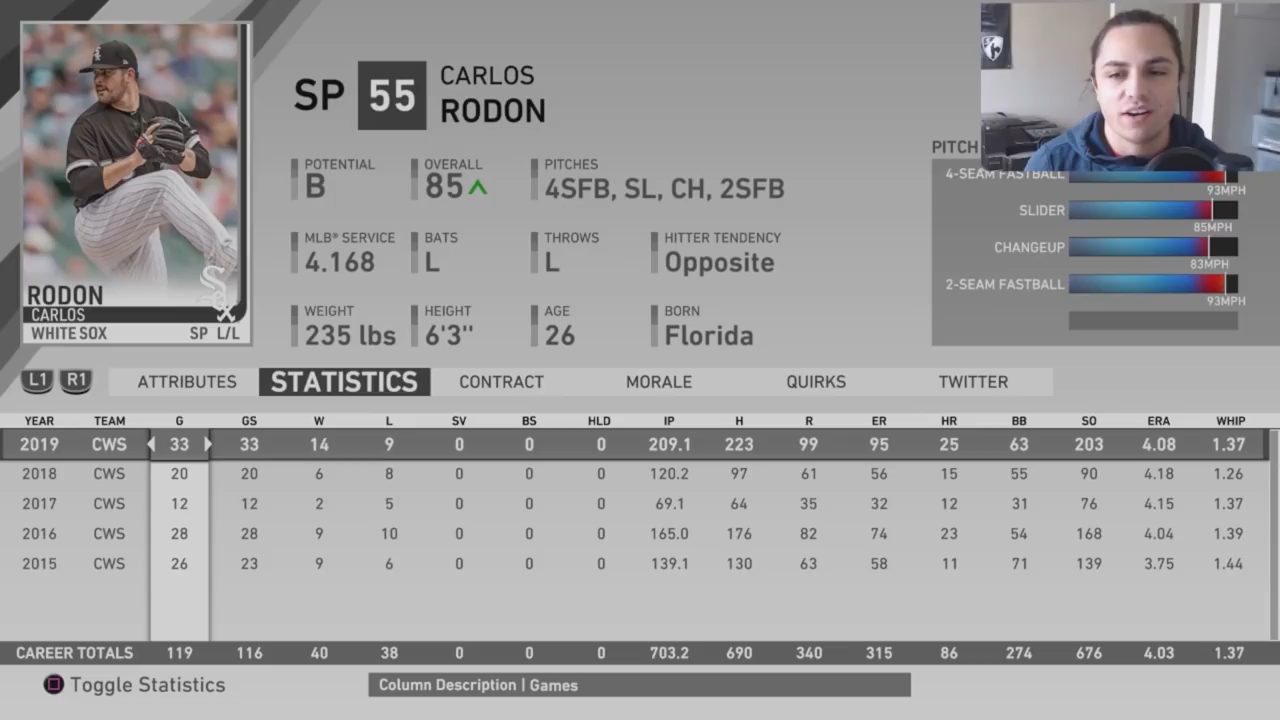 SP 55 CARLOS RODON
POTENTIAL OVERALL PITCHES
B 85 4SFB, SL, CH, 2SFB
MLB® SERVICE BATS THROWS HITTER TENDENCY
4.168 L L Opposite
WEIGHT HEIGHT AGE BORN
235 lbs 6'3" 26 Florida
RODON
CARLOS
WHITE SOX SP L/L
PITCH
4-SEAM FASTBALL
93MPH
SLIDER
85MPH
CHANGEUP
83MPH
2-SEAM FASTBALL
93MPH
L1 R1 ATTRIBUTES STATISTICS CONTRACT MORALE QUIRKS TWITTER
YEAR TEAM G GS W L SV BS HLD IP H R ER HR BB SO ERA WHIP
2019 CWS 33 33 14 9 0 0 0 209.1 223 99 95 25 63 203 4.08 1.37
2018 CWS 20 20 6 8 0 0 0 120.2 97 61 56 15 55 90 4.18 1.26
2017 CWS 12 12 2 5 0 0 0 69.1 64 35 32 12 31 76 4.15 1.37
2016 CWS 28 28 9 10 0 0 0 165.0 176 82 74 23 54 168 4.04 1.39
2015 CWS 26 23 9 6 0 0 0 139.1 130 63 58 11 71 139 3.75 1.44
CAREER TOTALS 119 116 40 38 0 0 0 703.2 690 340 315 86 274 676 4.03 1.37
Toggle Statistics
Column Description | Games